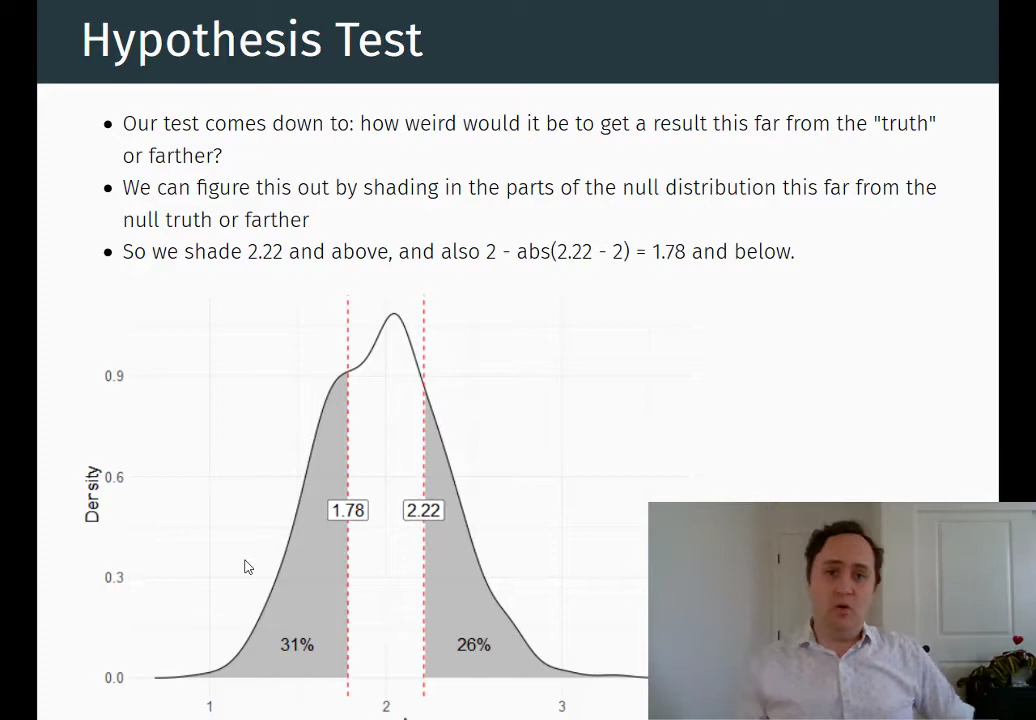 Hypothesis Test
Our test comes down to: how weird would it be to get a result this far from the "truth"
or farther?
We can figure this out by shading in the parts of the null distribution this far from the
null truth or farther
So we shade 2.22 and above, and also 2 - abs(2.22 - 2) = 1.78 and below.
0.9
0.6
0.3
0.0
Density
1.78
2.22
31%
26%
1
2
3